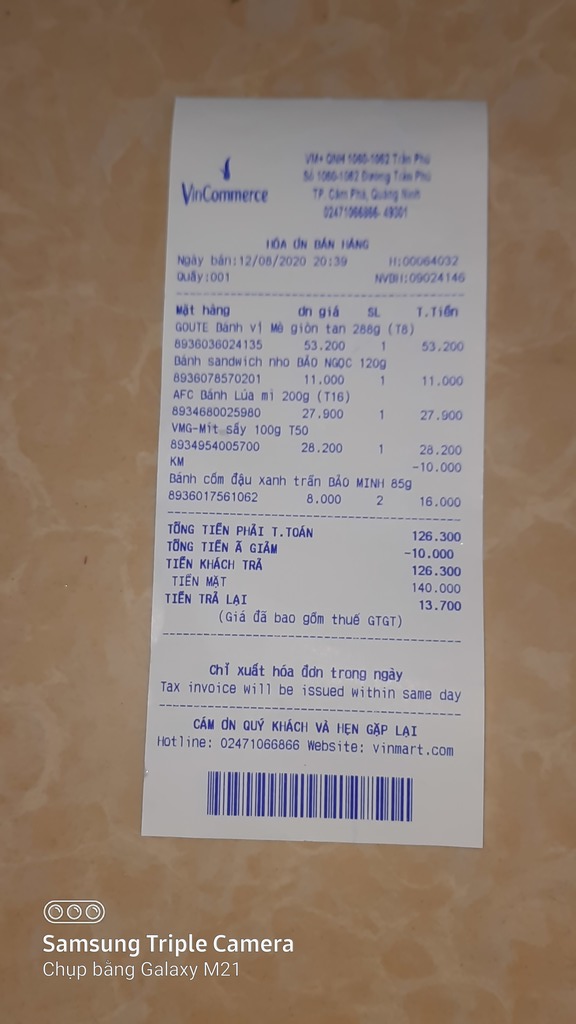 VinCommerce
VM+ QNH 1060-1062 Trần Phú
Số 1060-1062 Đường Trần Phú
TP. Cẩm Phả, Quảng Ninh
02471066866- 49001
HÓA ƠN BÁN HÀNG
Ngày bán:12/08/2020 20:39 H:00064032
Quầy:001 NVBH:09024146
Mặt hàng ơn giá SL T.Tiền
GOUTE Bánh vị Mè giòn tan 288g (T8)
8936036024135 53.200 1 53.200
Bánh sandwich nho BẢO NGỌC 120g
8936078570201 11.000 1 11.000
AFC Bánh Lúa mì 200g (T16)
8934680025980 27.900 1 27.900
VMG-Mít sấy 100g T50
8934954005700 28.200 1 28.200
KM -10.000
Bánh cốm đậu xanh trần BẢO MINH 85g
8936017561062 8.000 2 16.000
TỔNG TIỀN PHẢI T.TOÁN 126.300
TỔNG TIỀN Ã GIẢM -10.000
TIỀN KHÁCH TRẢ 126.300
TIỀN MẶT 140.000
TIỀN TRẢ LẠI 13.700
(Giá đã bao gồm thuế GTGT)
Chỉ xuất hóa đơn trong ngày
Tax invoice will be issued within same day
CẢM ƠN QUÝ KHÁCH VÀ HẸN GẶP LẠI
Hotline: 02471066866 Website: vinmart.com
Samsung Triple Camera
Chụp bằng Galaxy M21